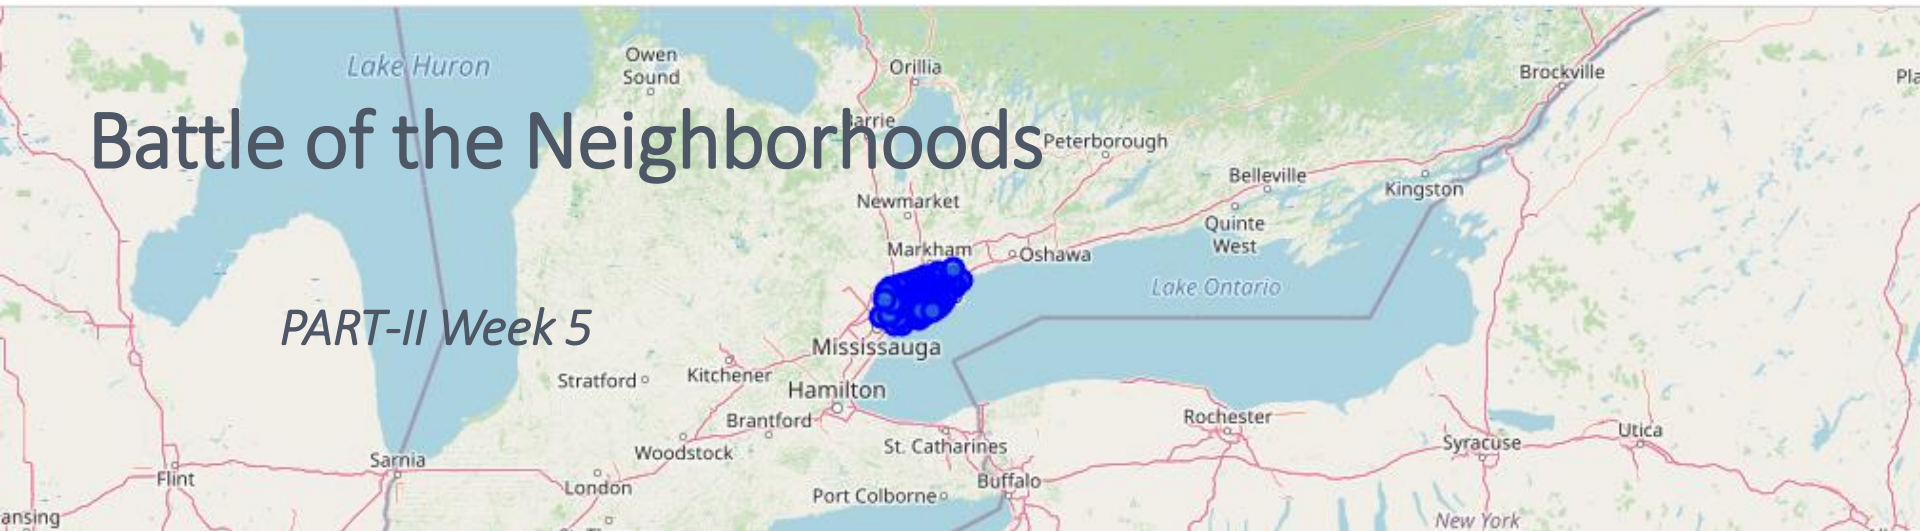 Lake Huron
Owen
Sound
Orillia
Brockville
Battle of the Neighborhoods
Barrie
Peterborough
Belleville
Kingston
Newmarket
Quinte
West
Markham
Oshawa
Lake Ontario
PART-II Week 5
Mississauga
Stratford
Kitchener
Hamilton
Brantford
Rochester
Woodstock
St. Catharines
Syracuse
Utica
Sarnia
Flint
London
Buffalo
Port Colborne
ansing
New York